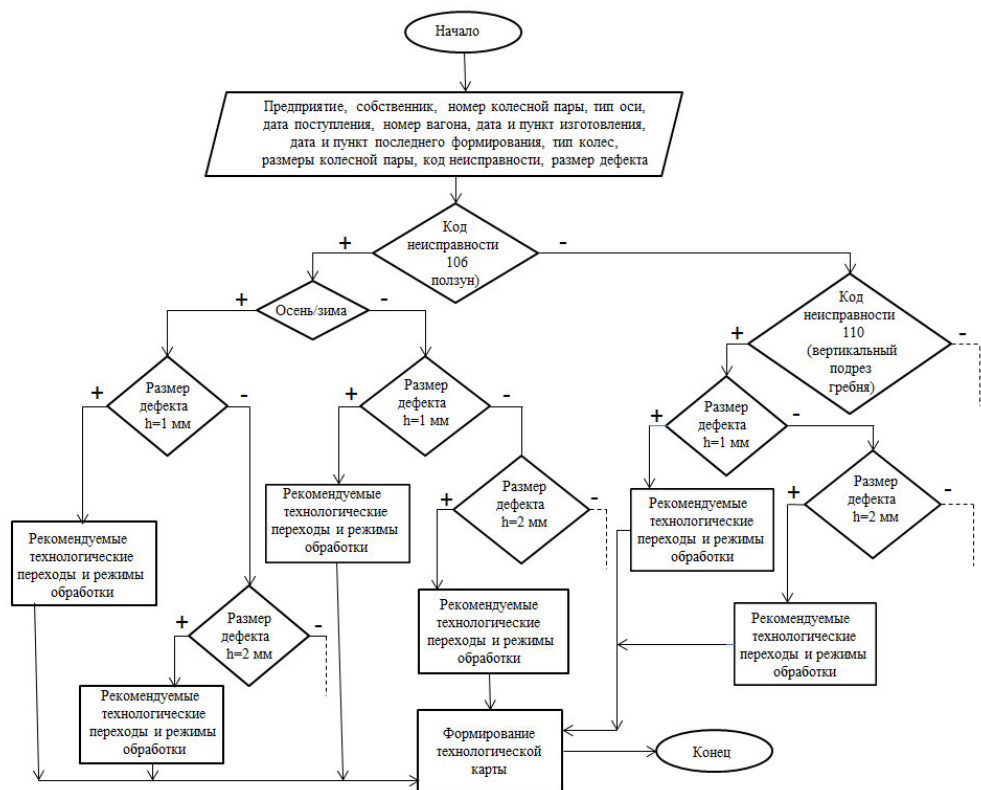 Начало
Предприятие, собственник, номер колесной пары, тип оси,
дата поступления, номер вагона, дата и пункт изготовления,
дата и пункт последнего формирования, тип колес,
размеры колесной пары, код неисправности, размер дефекта
Код
неисправности
106
ползун)
+
-
Осень/зима
+
-
Код
неисправности
110
(вертикальный
подрез
гребня)
+
-
Размер
дефекта
h=1 мм
+
-
Размер
дефекта
h=1 мм
+
-
Размер
дефекта
h=1 мм
+
-
Рекомендуемые
технологические
переходы и режимы
обработки
Размер
дефекта
h=2 мм
+
-
Рекомендуемые
технологические
переходы и режимы
обработки
Размер
дефекта
h=2 мм
+
-
Рекомендуемые
технологические
переходы и режимы
обработки
Размер
дефекта
h=2 мм
+
-
Рекомендуемые
технологические
переходы и режимы
обработки
Рекомендуемые
технологические
переходы и режимы
обработки
Рекомендуемые
технологические
переходы и режимы
обработки
Формирование
технологической
карты
Конец